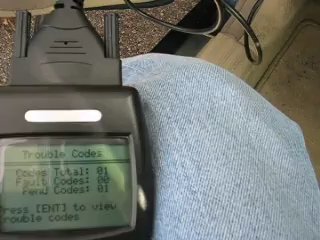 Trouble Codes
Codes Total: 01
Fault Codes: 00
Pend Codes: 01
Press [ENT] to view
trouble codes